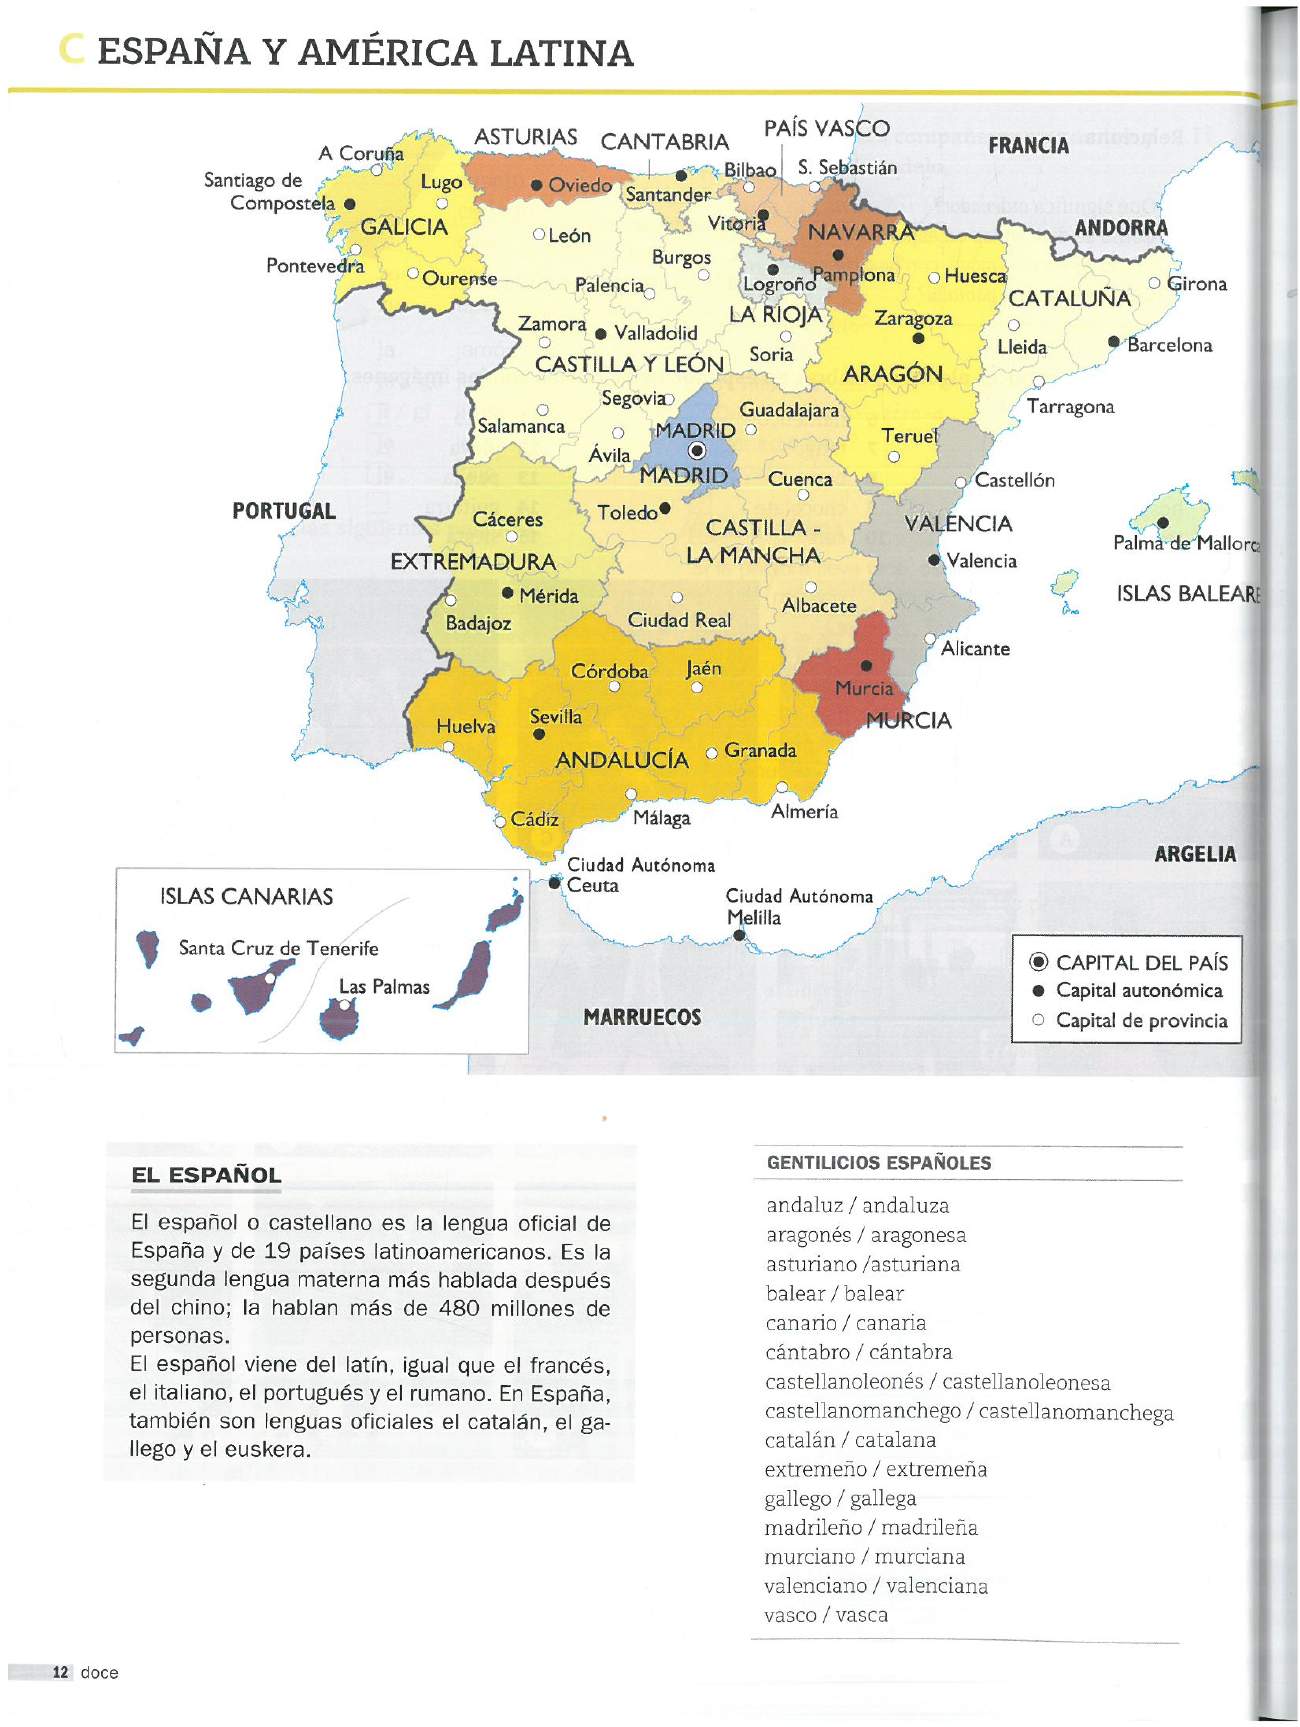 C ESPAÑA Y AMÉRICA LATINA
ASTURIAS
CANTABRIA
PAÍS VASCO
FRANCIA
A Coruña
Santiago de
Compostela
Lugo
Oviedo
Santander
Bilbao
S. Sebastián
GALICIA
León
Vitoria
NAVARRA
ANDORRA
Pontevedra
Ourense
Palencia
Burgos
Logroño
Pamplona
Huesca
Girona
CATALUÑA
LA RIOJA
Zamora
Valladolid
Zaragoza
Lleida
Barcelona
CASTILLA Y LEÓN
Soria
ARAGÓN
Segovia
Guadalajara
Tarragona
Salamanca
Ávila
MADRID
MADRID
Teruel
Cuenca
Castellón
PORTUGAL
Cáceres
Toledo
CASTILLA -
LA MANCHA
VALENCIA
Palma de Mallorc
EXTREMADURA
Valencia
ISLAS BALEARE
Mérida
Badajoz
Ciudad Real
Albacete
Alicante
Córdoba
Jaén
Murcia
MURCIA
Huelva
Sevilla
ANDALUCÍA
Granada
Cádiz
Málaga
Almería
ARGELIA
Ciudad Autónoma
Ceuta
Ciudad Autónoma
Melilla
ISLAS CANARIAS
Santa Cruz de Tenerife
Las Palmas
MARRUECOS
CAPITAL DEL PAÍS
Capital autonómica
Capital de provincia
EL ESPAÑOL
El español o castellano es la lengua oficial de
España y de 19 países latinoamericanos. Es la
segunda lengua materna más hablada después
del chino; la hablan más de 480 millones de
personas.
El español viene del latín, igual que el francés,
el italiano, el portugués y el rumano. En España,
también son lenguas oficiales el catalán, el ga-
llego y el euskera.
GENTILICIOS ESPAÑOLES
andaluz / andaluza
aragonés / aragonesa
asturiano /asturiana
balear / balear
canario / canaria
cántabro / cántabra
castellanoleonés / castellanoleonesa
castellanomanchego / castellanomanchega
catalán / catalana
extremeño / extremeña
gallego / gallega
madrileño / madrileña
murciano / murciana
valenciano / valenciana
vasco / vasca
12 doce